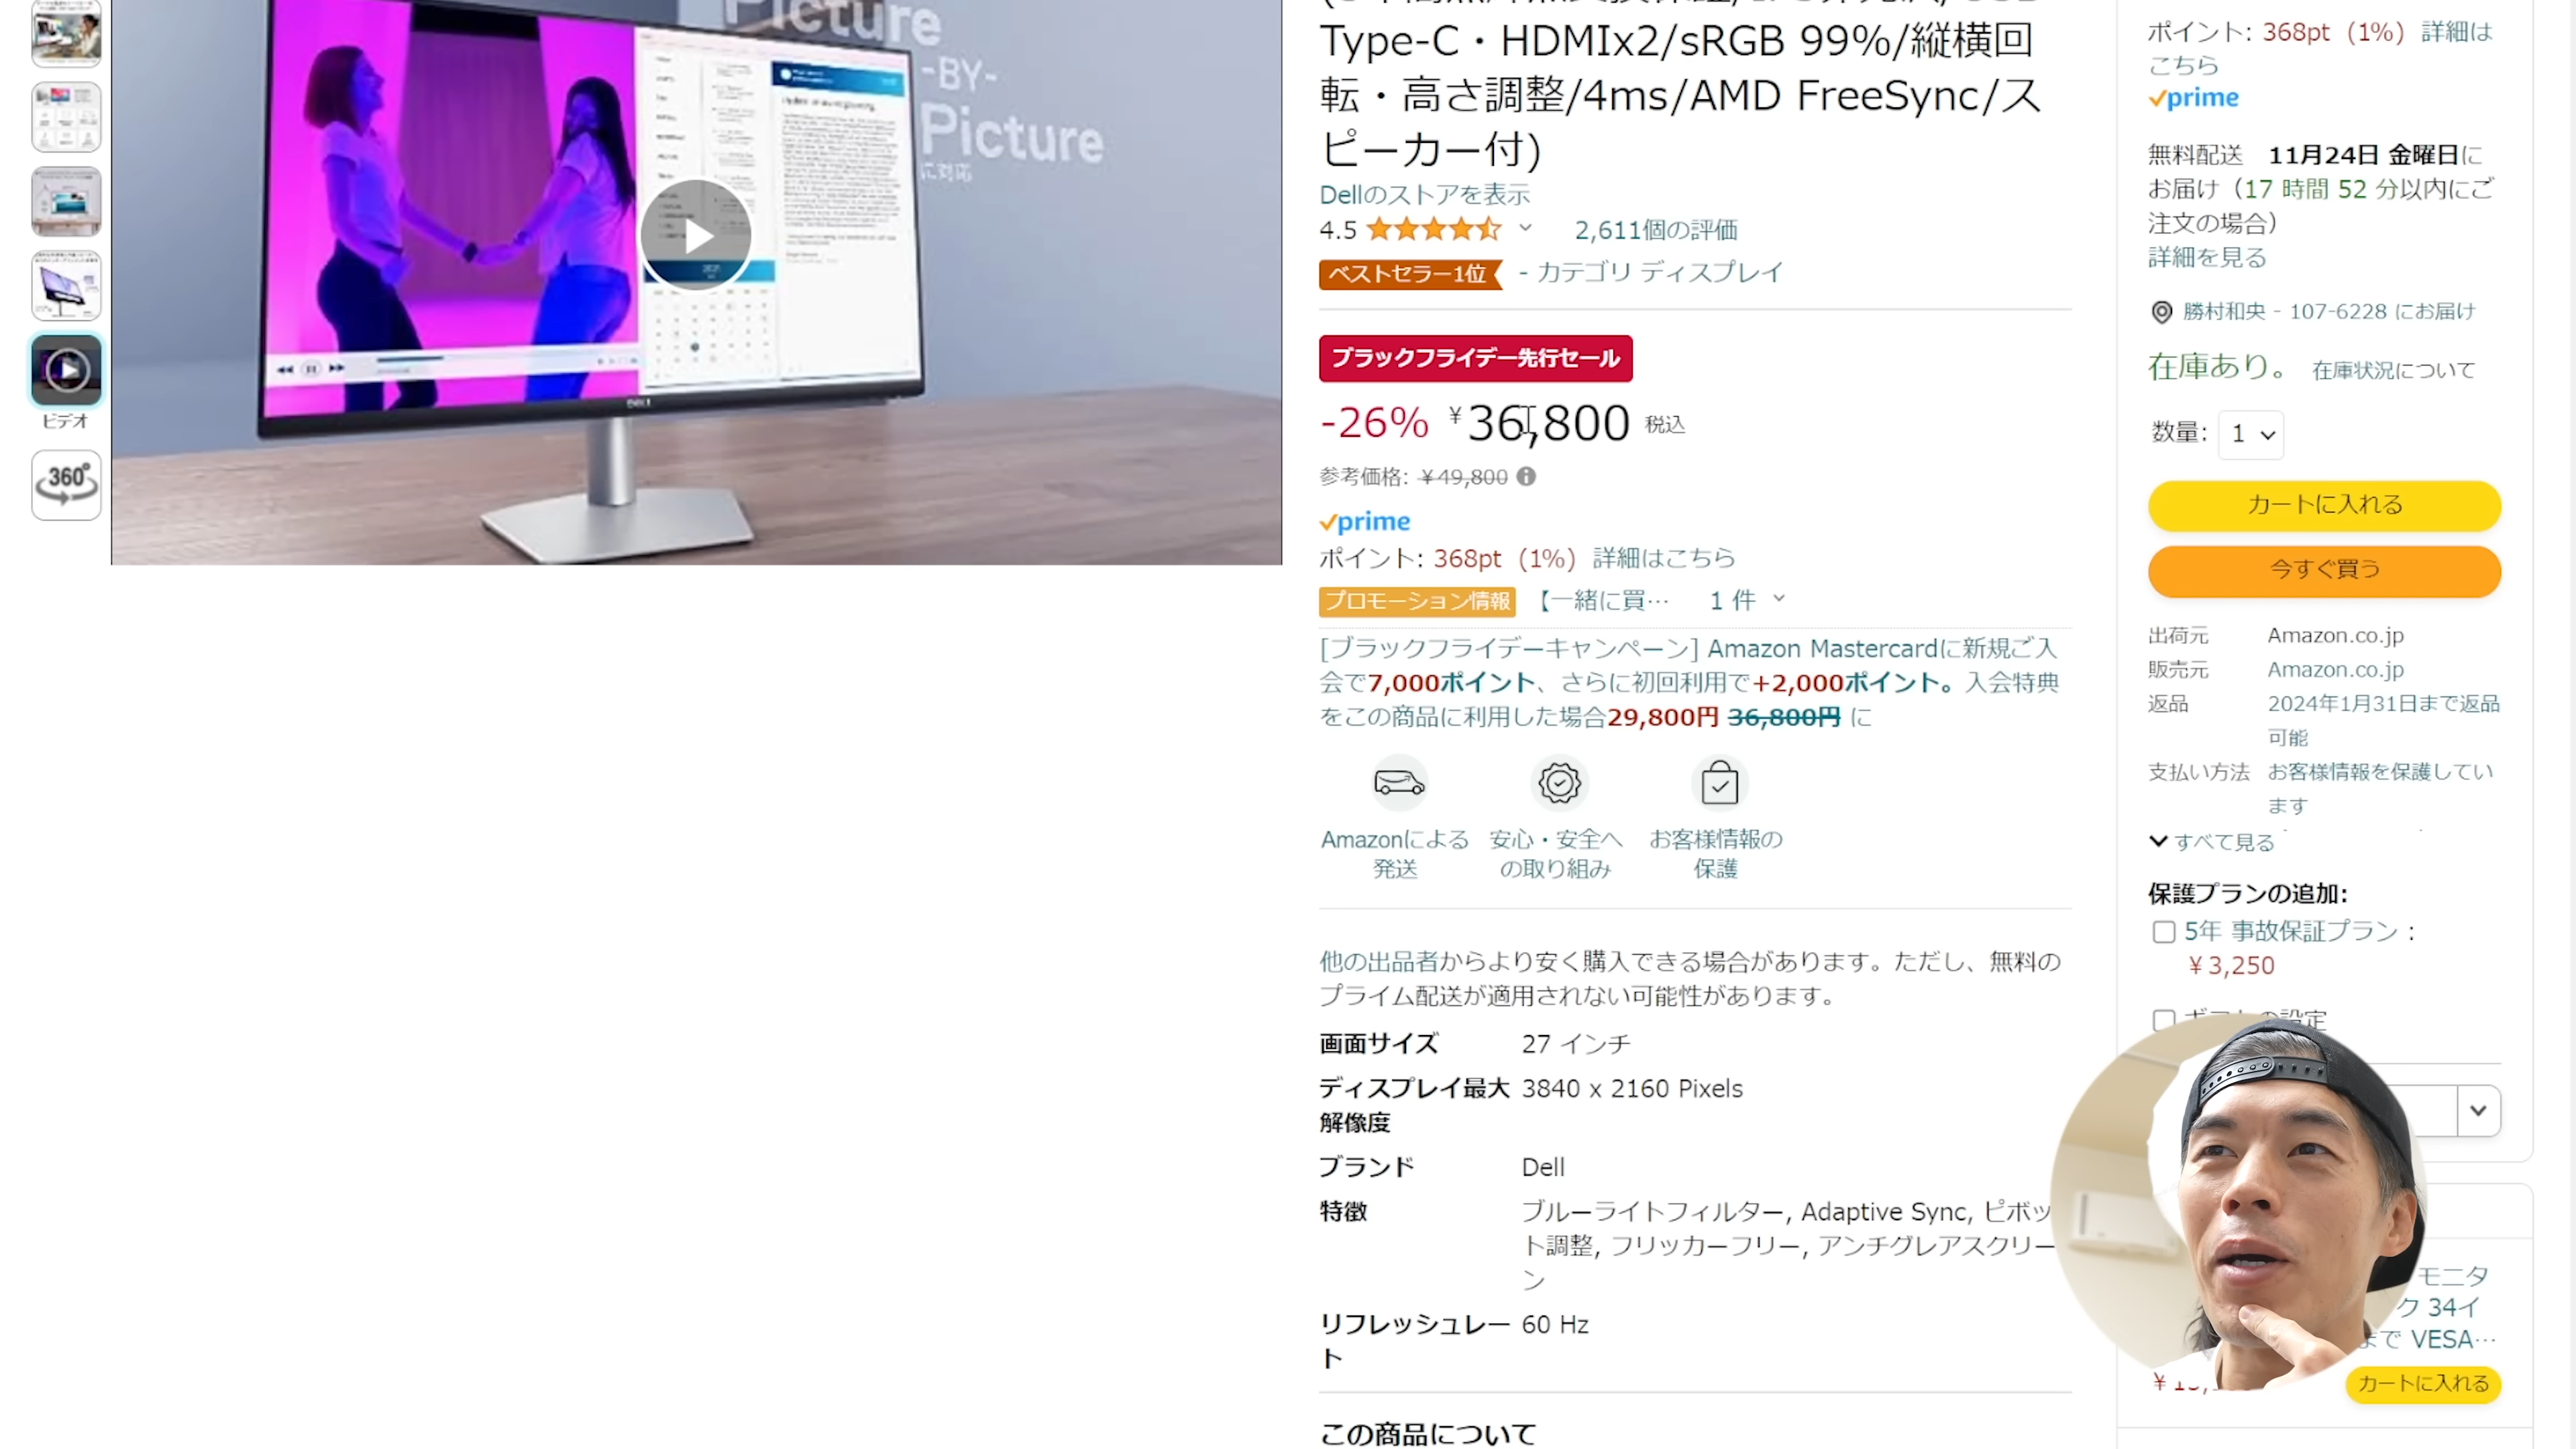 Picture
-BY-
Picture
に対応
DELL
ビデオ
360°
Type-C・HDMIx2/sRGB 99%/縦横回
転・高さ調整/4ms/AMD FreeSync/ス
ピーカー付)
Dellのストアを表示
4.5 2,611個の評価
ベストセラー1位 - カテゴリ ディスプレイ
ブラックフライデー先行セール
-26% ￥36,800 税込
参考価格: ￥49,800
prime
ポイント: 368pt (1%) 詳細はこちら
プロモーション情報 【一緒に買… 1 件
[ブラックフライデーキャンペーン] Amazon Mastercardに新規ご入
会で7,000ポイント、さらに初回利用で+2,000ポイント。入会特典
をこの商品に利用した場合29,800円 36,800円 に
Amazonによる
発送
安心・安全へ
の取り組み
お客様情報の
保護
他の出品者からより安く購入できる場合があります。ただし、無料の
プライム配送が適用されない可能性があります。
画面サイズ 27 インチ
ディスプレイ最大 3840 x 2160 Pixels
解像度
ブランド Dell
特徴 ブルーライトフィルター, Adaptive Sync, ピボッ
ト調整, フリッカーフリー, アンチグレアスクリー
ン
リフレッシュレー 60 Hz
ト
この商品について
ポイント: 368pt (1%) 詳細は
こちら
prime
無料配送 11月24日 金曜日に
お届け（17 時間 52 分以内にご
注文の場合）
詳細を見る
勝村和央 - 107-6228 にお届け
在庫あり。 在庫状況について
数量: 1
カートに入れる
今すぐ買う
出荷元 Amazon.co.jp
販売元 Amazon.co.jp
返品 2024年1月31日まで返品
可能
支払い方法 お客様情報を保護してい
ます
すべて見る
保護プランの追加:
5年 事故保証プラン：
￥3,250
の設定
モニタ
ク 34イ
まで VESA…
カートに入れる